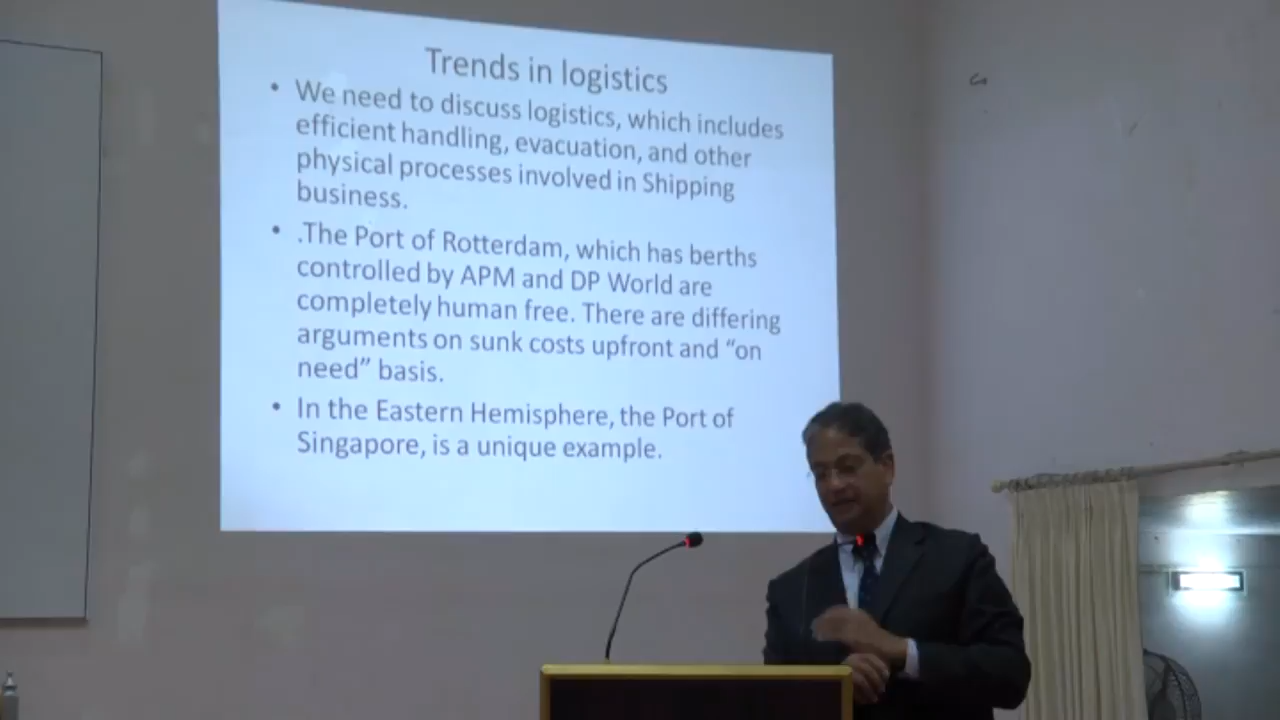 Trends in logistics
• We need to discuss logistics, which includes
efficient handling, evacuation, and other
physical processes involved in Shipping
business.
• .The Port of Rotterdam, which has berths
controlled by APM and DP World are
completely human free. There are differing
arguments on sunk costs upfront and “on
need” basis.
• In the Eastern Hemisphere, the Port of
Singapore, is a unique example.